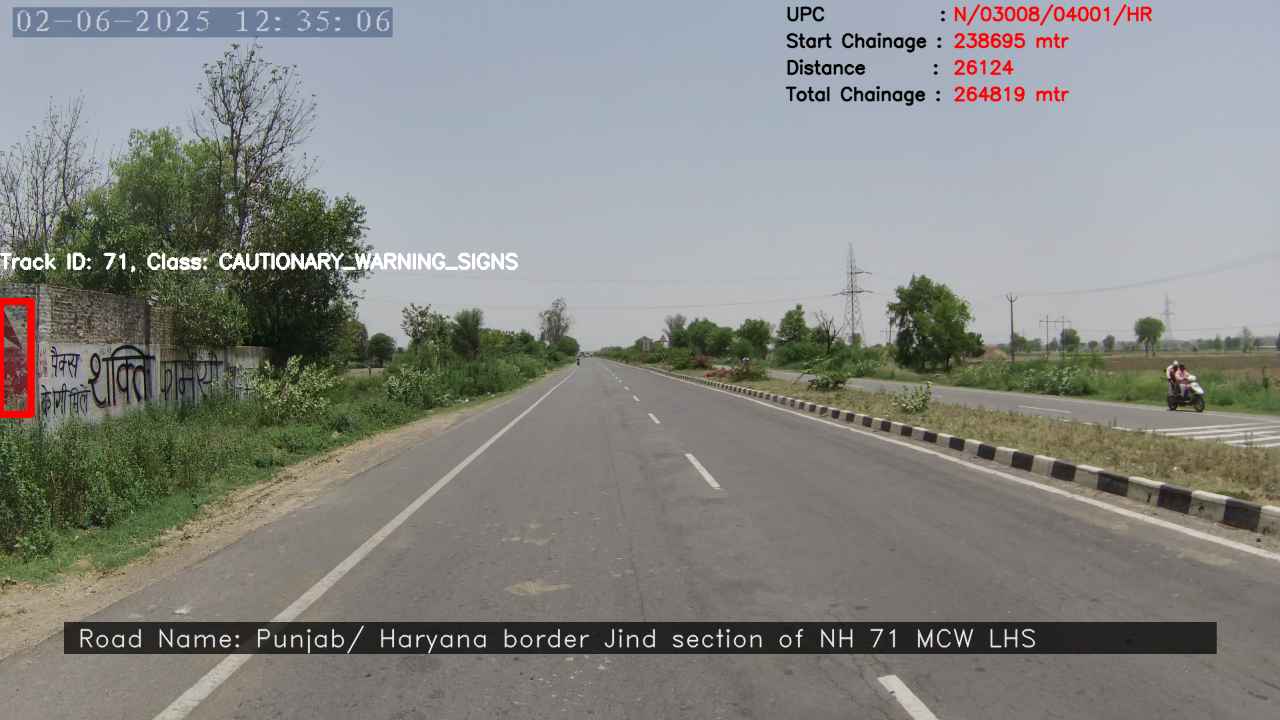 02-06-2025 12:35:06
UPC : N/03008/04001/HR
Start Chainage : 238695 mtr
Distance : 26124
Total Chainage : 264819 mtr
Track ID: 71, Class: CAUTIONARY_WARNING_SIGNS
शक्ति
Road Name: Punjab/ Haryana border Jind section of NH 71 MCW LHS